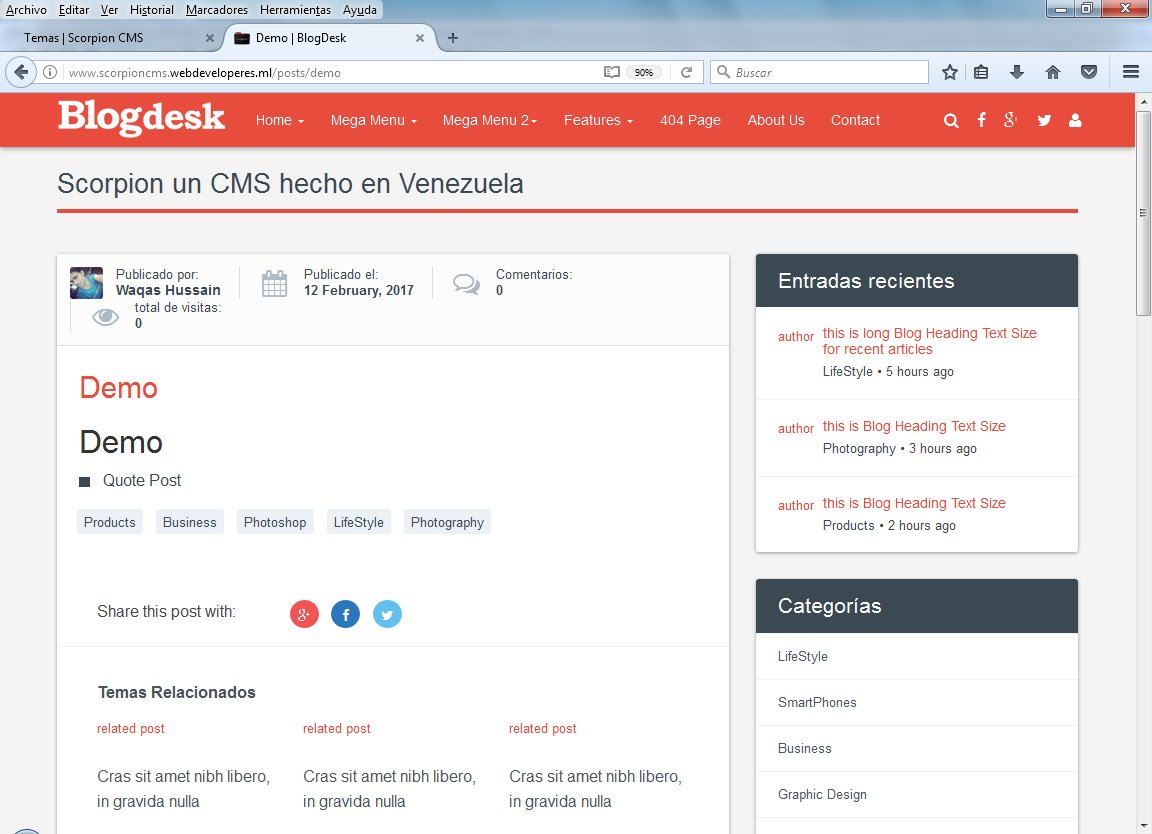 Archivo Editar Ver Historial Marcadores Herramientas Ayuda
Temas | Scorpion CMS
Demo | BlogDesk
www.scorpioncms.webdeveloperes.ml/posts/demo
90%
Buscar
Blogdesk
Home Mega Menu Mega Menu 2 Features 404 Page About Us Contact
Scorpion un CMS hecho en Venezuela
Publicado por:
Waqas Hussain
Publicado el:
12 February, 2017
Comentarios:
0
total de visitas:
0
Demo
Demo
Quote Post
Products Business Photoshop LifeStyle Photography
Share this post with:
Temas Relacionados
related post
related post
related post
Cras sit amet nibh libero,
in gravida nulla
Cras sit amet nibh libero,
in gravida nulla
Cras sit amet nibh libero,
in gravida nulla
Entradas recientes
author
this is long Blog Heading Text Size
for recent articles
LifeStyle • 5 hours ago
author
this is Blog Heading Text Size
Photography • 3 hours ago
author
this is Blog Heading Text Size
Products • 2 hours ago
Categorías
LifeStyle
SmartPhones
Business
Graphic Design